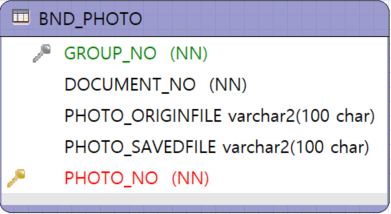 BND_PHOTO
GROUP_NO (NN)
DOCUMENT_NO (NN)
PHOTO_ORIGINFILE varchar2(100 char)
PHOTO_SAVEDFILE varchar2(100 char)
PHOTO_NO (NN)